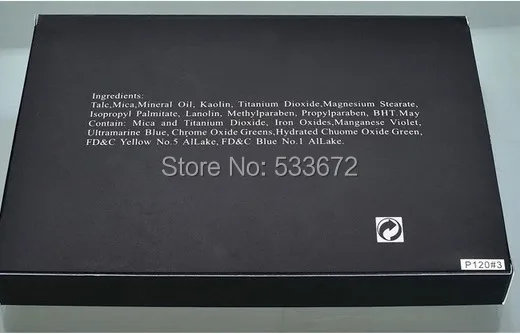 Ingredients:
Talc,Mica,Mineral Oil, Kaolin, Titanium Dioxide,Magnesium Stearate,
Isopropyl Palmitate, Lanolin, Methylparaben, Propylparaben, BHT.May
Contain: Mica and Titanium Dioxide, Iron Oxides,Manganese Violet,
Ultramarine Blue, Chrome Oxide Greens,Hydrated Chuome Oxide Green,
FD&C Yellow No.5 AlLake, FD&C Blue No.1 AlLake.
Store No: 533672
P120#3